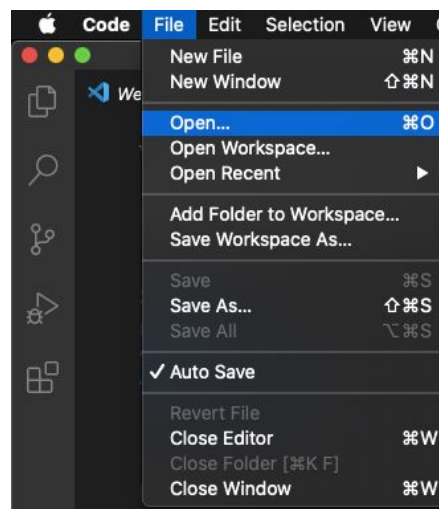 Code File Edit Selection View
We
New File ⌘N
New Window ⇧⌘N
Open... ⌘O
Open Workspace...
Open Recent ▶
Add Folder to Workspace...
Save Workspace As...
Save ⌘S
Save As... ⇧⌘S
Save All ⌥⌘S
✓ Auto Save
Revert File
Close Editor ⌘W
Close Folder [⌘K F]
Close Window ⌘W